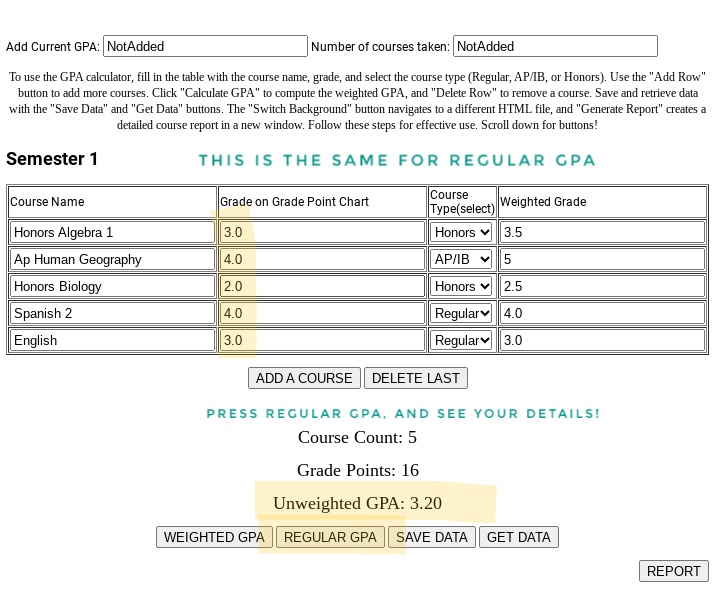 Add Current GPA: NotAdded Number of courses taken: NotAdded
To use the GPA calculator, fill in the table with the course name, grade, and select the course type (Regular, AP/IB, or Honors). Use the "Add Row"
button to add more courses. Click "Calculate GPA" to compute the weighted GPA, and "Delete Row" to remove a course. Save and retrieve data
with the "Save Data" and "Get Data" buttons. The "Switch Background" button navigates to a different HTML file, and "Generate Report" creates a
detailed course report in a new window. Follow these steps for effective use. Scroll down for buttons!
Semester 1 THIS IS THE SAME FOR REGULAR GPA
Course Name Grade on Grade Point Chart Course Type(select) Weighted Grade
Honors Algebra 1 3.0 Honors 3.5
Ap Human Geography 4.0 AP/IB 5
Honors Biology 2.0 Honors 2.5
Spanish 2 4.0 Regular 4.0
English 3.0 Regular 3.0
ADD A COURSE DELETE LAST
PRESS REGULAR GPA, AND SEE YOUR DETAILS!
Course Count: 5
Grade Points: 16
Unweighted GPA: 3.20
WEIGHTED GPA REGULAR GPA SAVE DATA GET DATA
REPORT